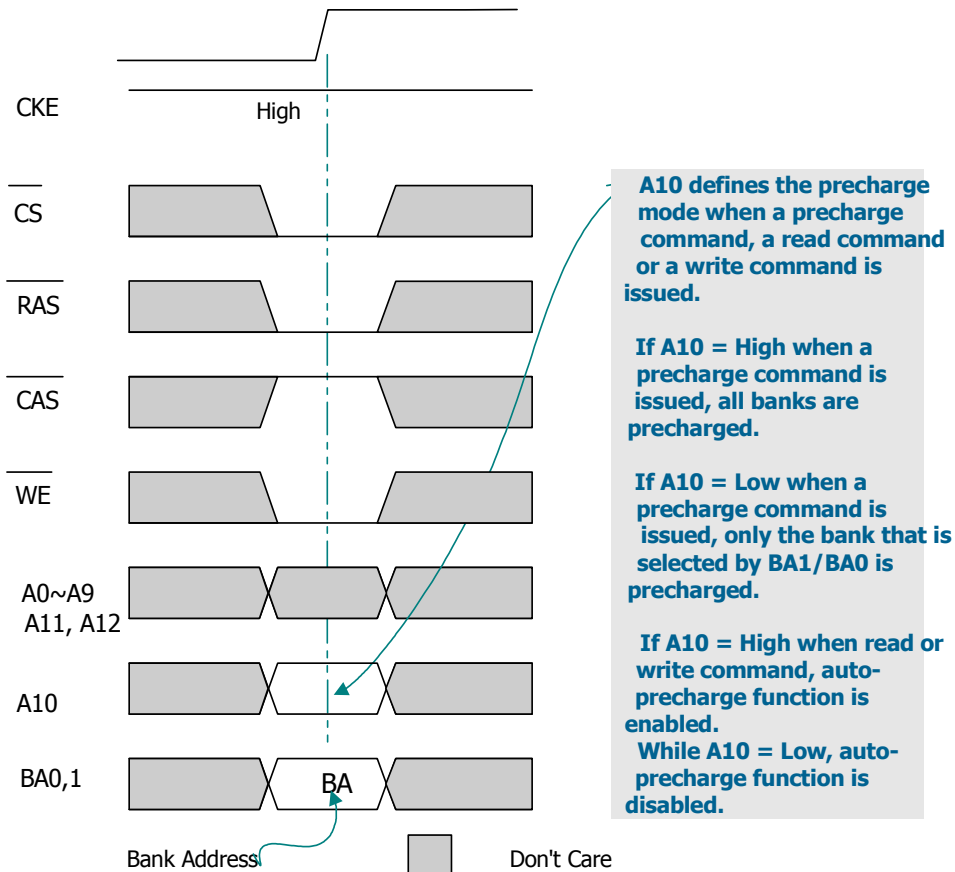 CKE
High
CS
RAS
CAS
WE
A0~A9
A11, A12
A10
BA0,1
BA
Bank Address
Don't Care
A10 defines the precharge
mode when a precharge
command, a read command
or a write command is
issued.
If A10 = High when a
precharge command is
issued, all banks are
precharged.
If A10 = Low when a
precharge command is
issued, only the bank that is
selected by BA1/BA0 is
precharged.
If A10 = High when read or
write command, auto-
precharge function is
enabled.
While A10 = Low, auto-
precharge function is
disabled.